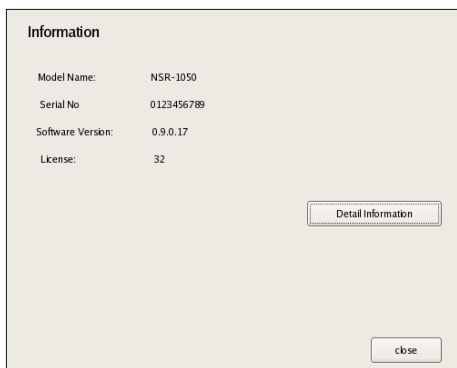 Information
Model Name: NSR-1050
Serial No 0123456789
Software Version: 0.9.0.17
License: 32
Detail Information
close